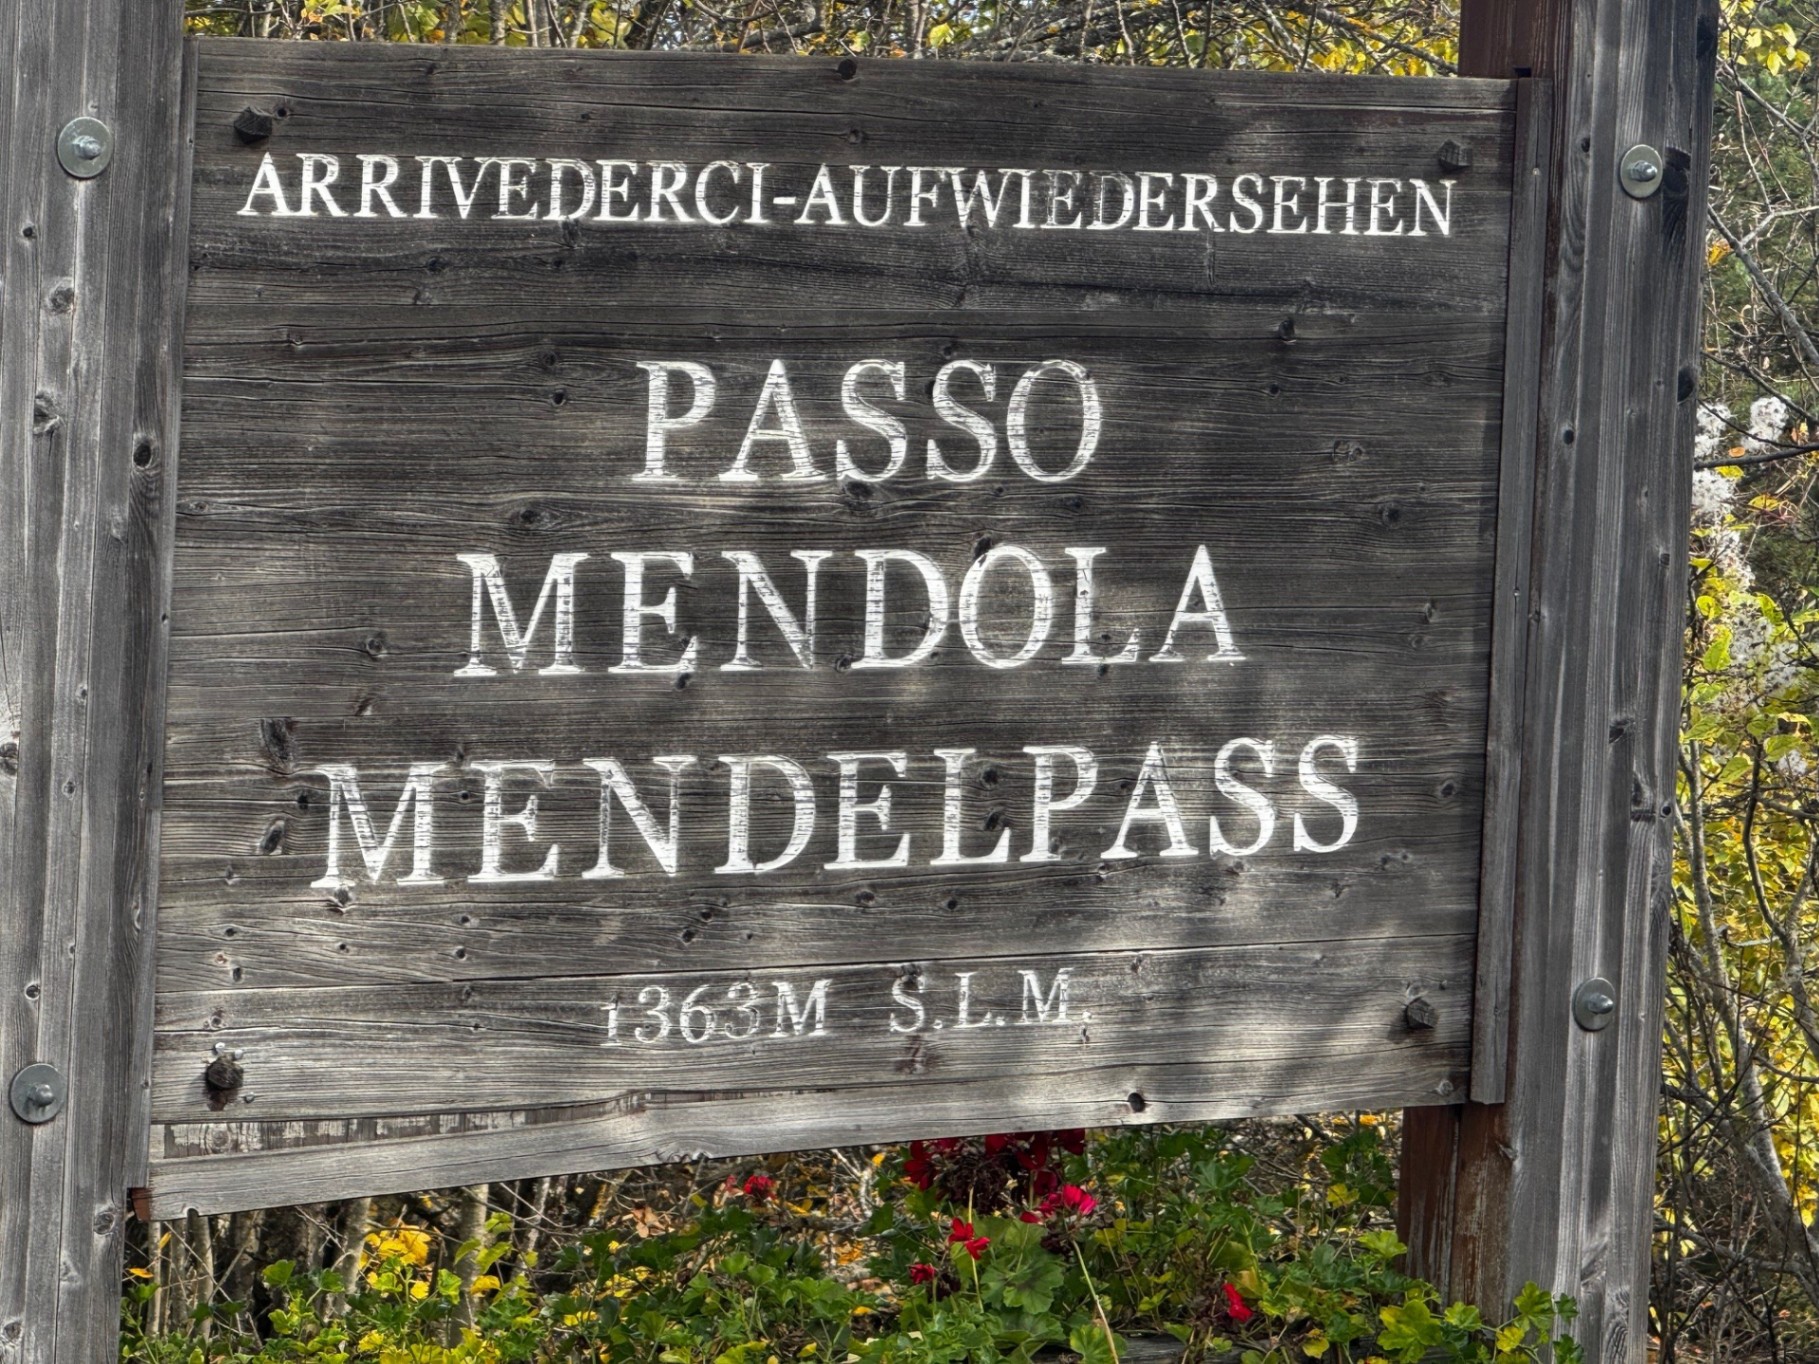 ARRIVEDERCI-AUFWIEDERSEHEN
PASSO
MENDOLA
MENDELPASS
1363M S.L.M.